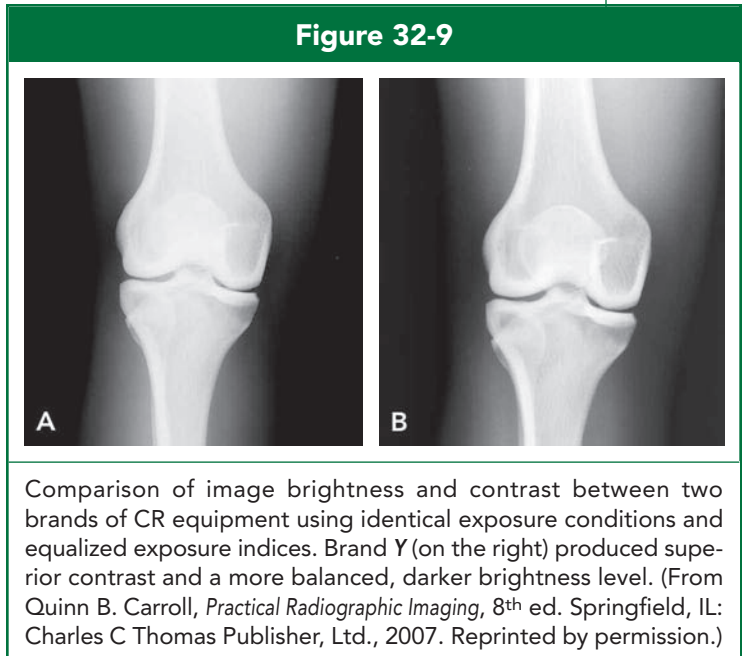 Figure 32-9
A
B
Comparison of image brightness and contrast between two
brands of CR equipment using identical exposure conditions and
equalized exposure indices. Brand Y (on the right) produced supe-
rior contrast and a more balanced, darker brightness level. (From
Quinn B. Carroll, Practical Radiographic Imaging, 8th ed. Springfield, IL:
Charles C Thomas Publisher, Ltd., 2007. Reprinted by permission.)